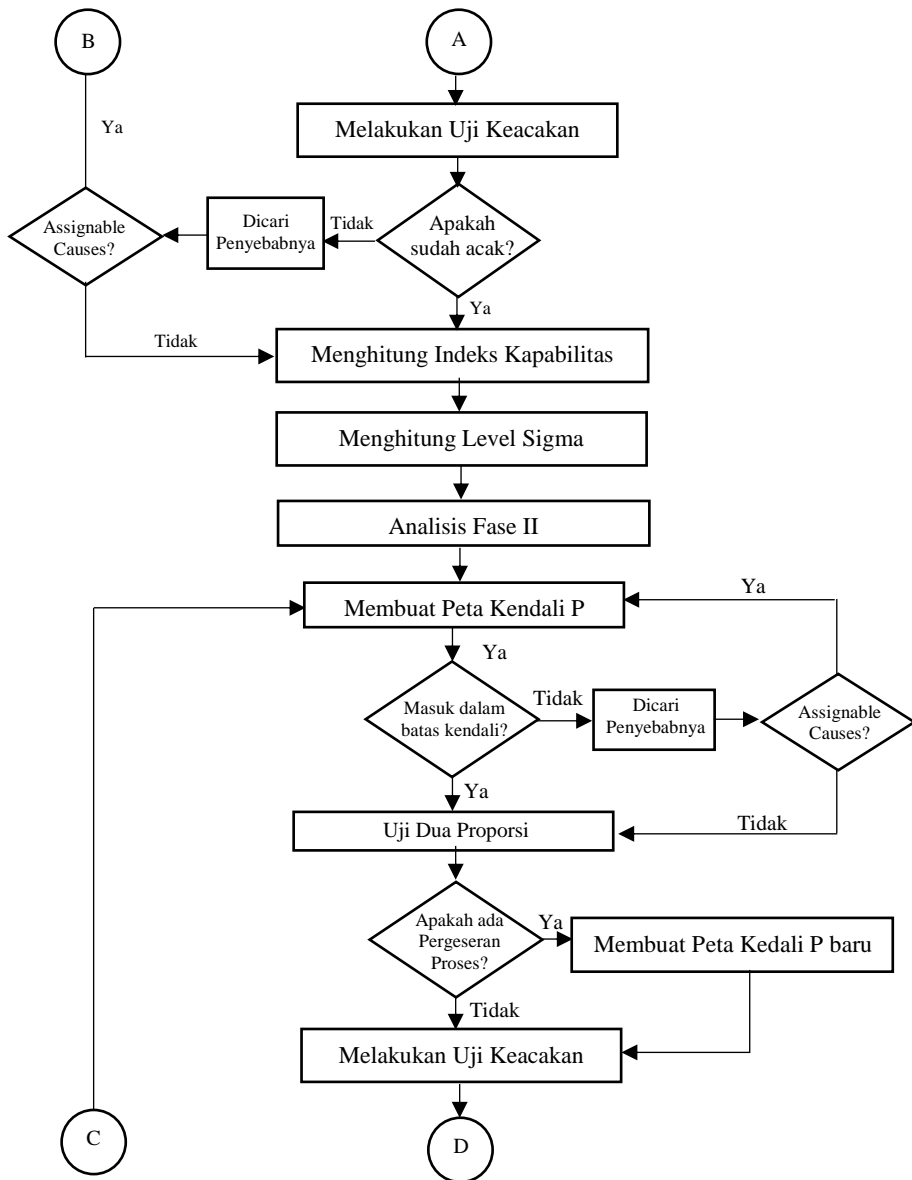 B
A
Melakukan Uji Keacakan
Ya
Assignable
Causes?
Dicari
Penyebabnya
Tidak
Apakah
sudah acak?
Ya
Tidak
Menghitung Indeks Kapabilitas
Menghitung Level Sigma
Analisis Fase II
Membuat Peta Kendali P
Ya
Ya
Masuk dalam
batas kendali?
Tidak
Dicari
Penyebabnya
Assignable
Causes?
Ya
Uji Dua Proporsi
Tidak
Apakah ada
Pergeseran
Proses?
Ya
Membuat Peta Kedali P baru
Tidak
Melakukan Uji Keacakan
C
D